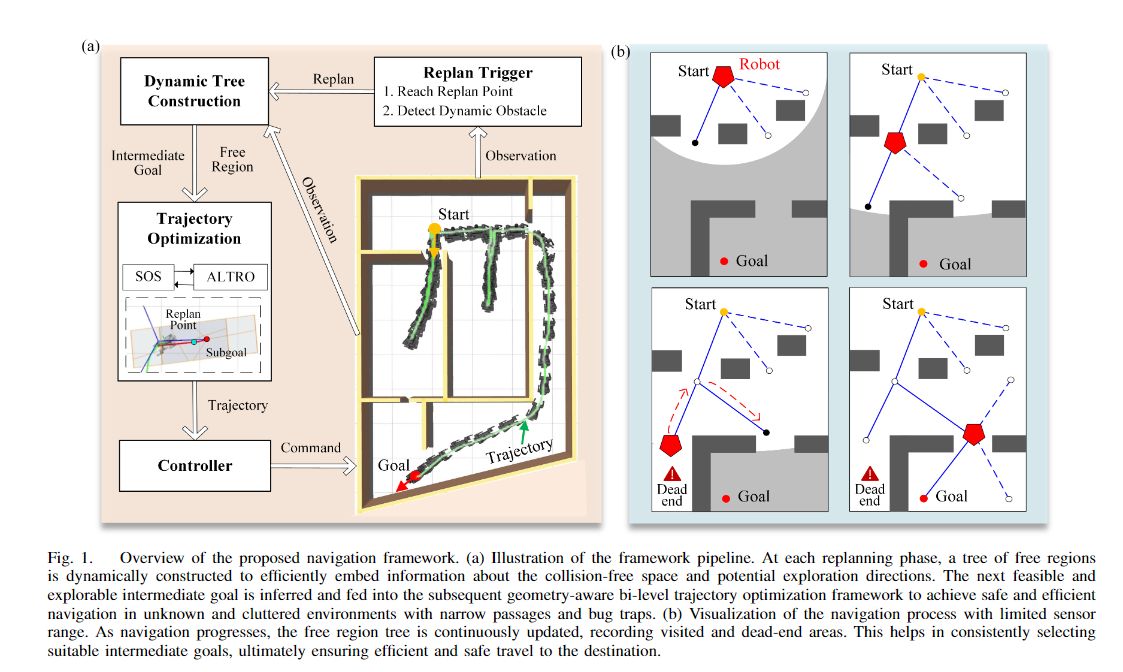 (a)
Dynamic Tree
Construction
Replan
Replan Trigger
1. Reach Replan Point
2. Detect Dynamic Obstacle
Intermediate
Goal
Free
Region
Observation
Observation
Trajectory
Optimization
SOS
ALTRO
Replan
Point
Subgoal
Trajectory
Controller
Command
Start
Trajectory
Goal
(b)
Start
Robot
Goal
Start
Goal
Start
Dead
end
Goal
Start
Dead
end
Goal
Fig. 1. Overview of the proposed navigation framework. (a) Illustration of the framework pipeline. At each replanning phase, a tree of free regions
is dynamically constructed to efficiently embed information about the collision-free space and potential exploration directions. The next feasible and
explorable intermediate goal is inferred and fed into the subsequent geometry-aware bi-level trajectory optimization framework to achieve safe and efficient
navigation in unknown and cluttered environments with narrow passages and bug traps. (b) Visualization of the navigation process with limited sensor
range. As navigation progresses, the free region tree is continuously updated, recording visited and dead-end areas. This helps in consistently selecting
suitable intermediate goals, ultimately ensuring efficient and safe travel to the destination.